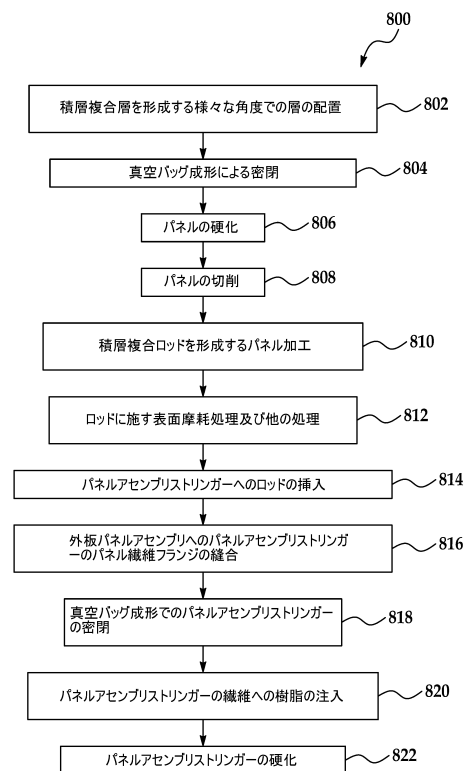 800
積層複合層を形成する様々な角度での層の配置
802
真空バッグ成形による密閉
804
パネルの硬化
806
パネルの切削
808
積層複合ロッドを形成するパネル加工
810
ロッドに施す表面摩耗処理及び他の処理
812
パネルアセンブリストリンガーへのロッドの挿入
814
外板パネルアセンブリへのパネルアセンブリストリンガ
ーのパネル繊維フランジの縫合
816
真空バッグ成形でのパネルアセンブリストリンガー
の密閉
818
パネルアセンブリストリンガーの繊維への樹脂の注入
820
パネルアセンブリストリンガーの硬化
822